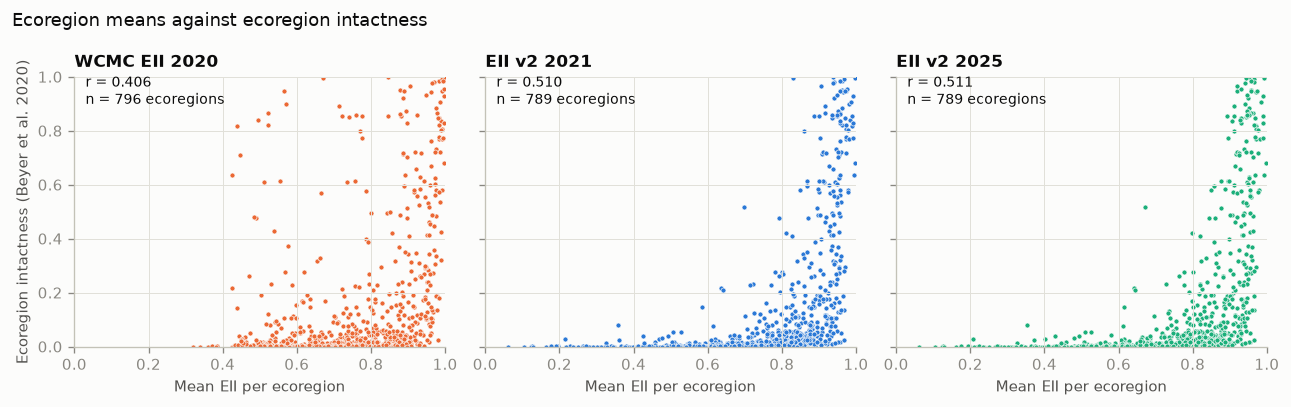 Ecoregion means against ecoregion intactness
WCMC EII 2020
r = 0.406
n = 796 ecoregions
Ecoregion intactness (Beyer et al. 2020)
1.0
0.8
0.6
0.4
0.2
0.0
0.0 0.2 0.4 0.6 0.8 1.0
Mean EII per ecoregion
EII v2 2021
r = 0.510
n = 789 ecoregions
0.0 0.2 0.4 0.6 0.8 1.0
Mean EII per ecoregion
EII v2 2025
r = 0.511
n = 789 ecoregions
0.0 0.2 0.4 0.6 0.8 1.0
Mean EII per ecoregion